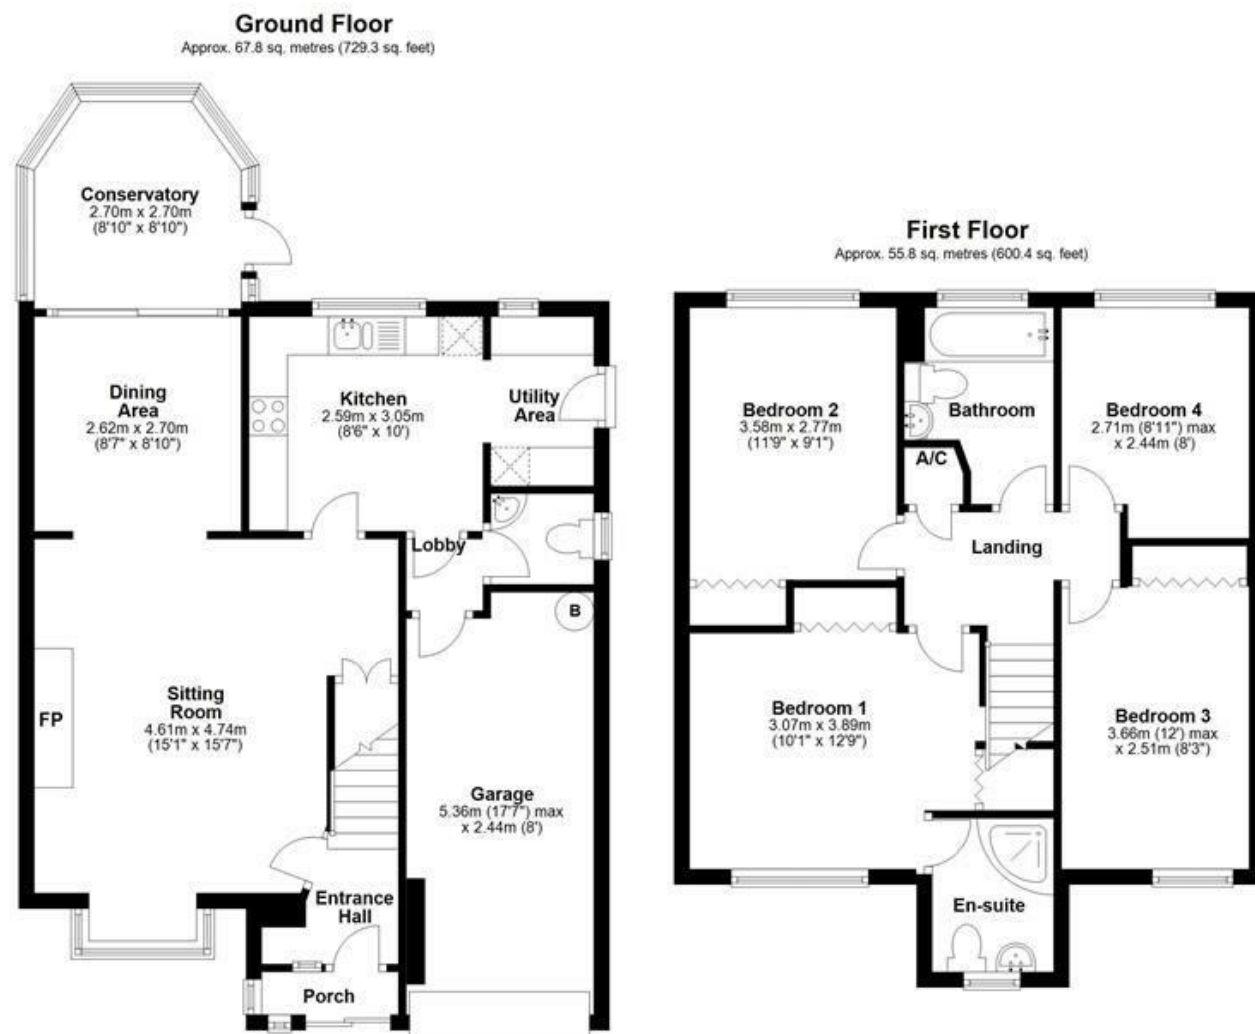 Ground Floor
Approx. 67.8 sq. metres (729.3 sq. feet)
Conservatory
2.70m x 2.70m
(8'10" x 8'10")
Dining
Area
2.62m x 2.70m
(8'7" x 8'10")
Kitchen
2.59m x 3.05m
(8'6" x 10')
Utility
Area
Lobby
B
FP
Sitting
Room
4.61m x 4.74m
(15'1" x 15'7")
Garage
5.36m (17'7") max
x 2.44m (8')
Entrance
Hall
Porch
First Floor
Approx. 55.8 sq. metres (600.4 sq. feet)
Bedroom 2
3.58m x 2.77m
(11'9" x 9'1")
Bathroom
Bedroom 4
2.71m (8'11") max
x 2.44m (8')
A/C
Landing
Bedroom 1
3.07m x 3.89m
(10'1" x 12'9")
Bedroom 3
3.66m (12') max
x 2.51m (8'3")
En-suite